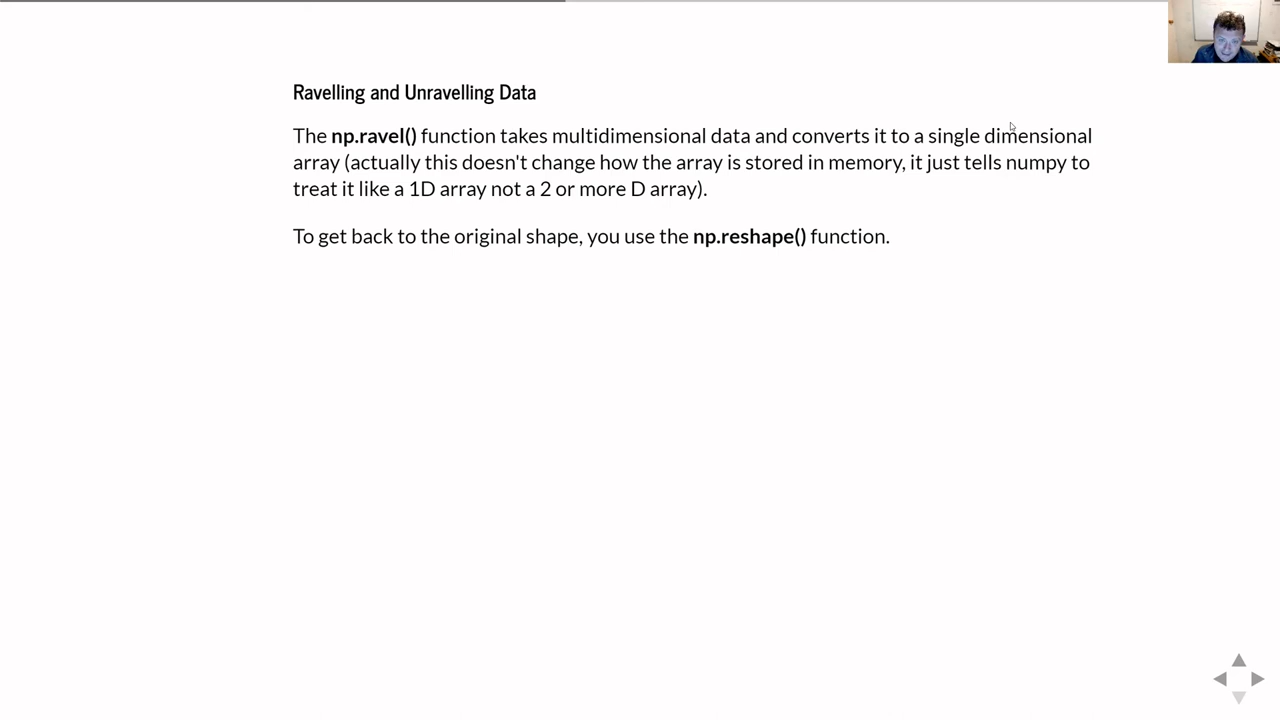 Ravelling and Unravelling Data
The np.ravel() function takes multidimensional data and converts it to a single dimensional
array (actually this doesn't change how the array is stored in memory, it just tells numpy to
treat it like a 1D array not a 2 or more D array).
To get back to the original shape, you use the np.reshape() function.